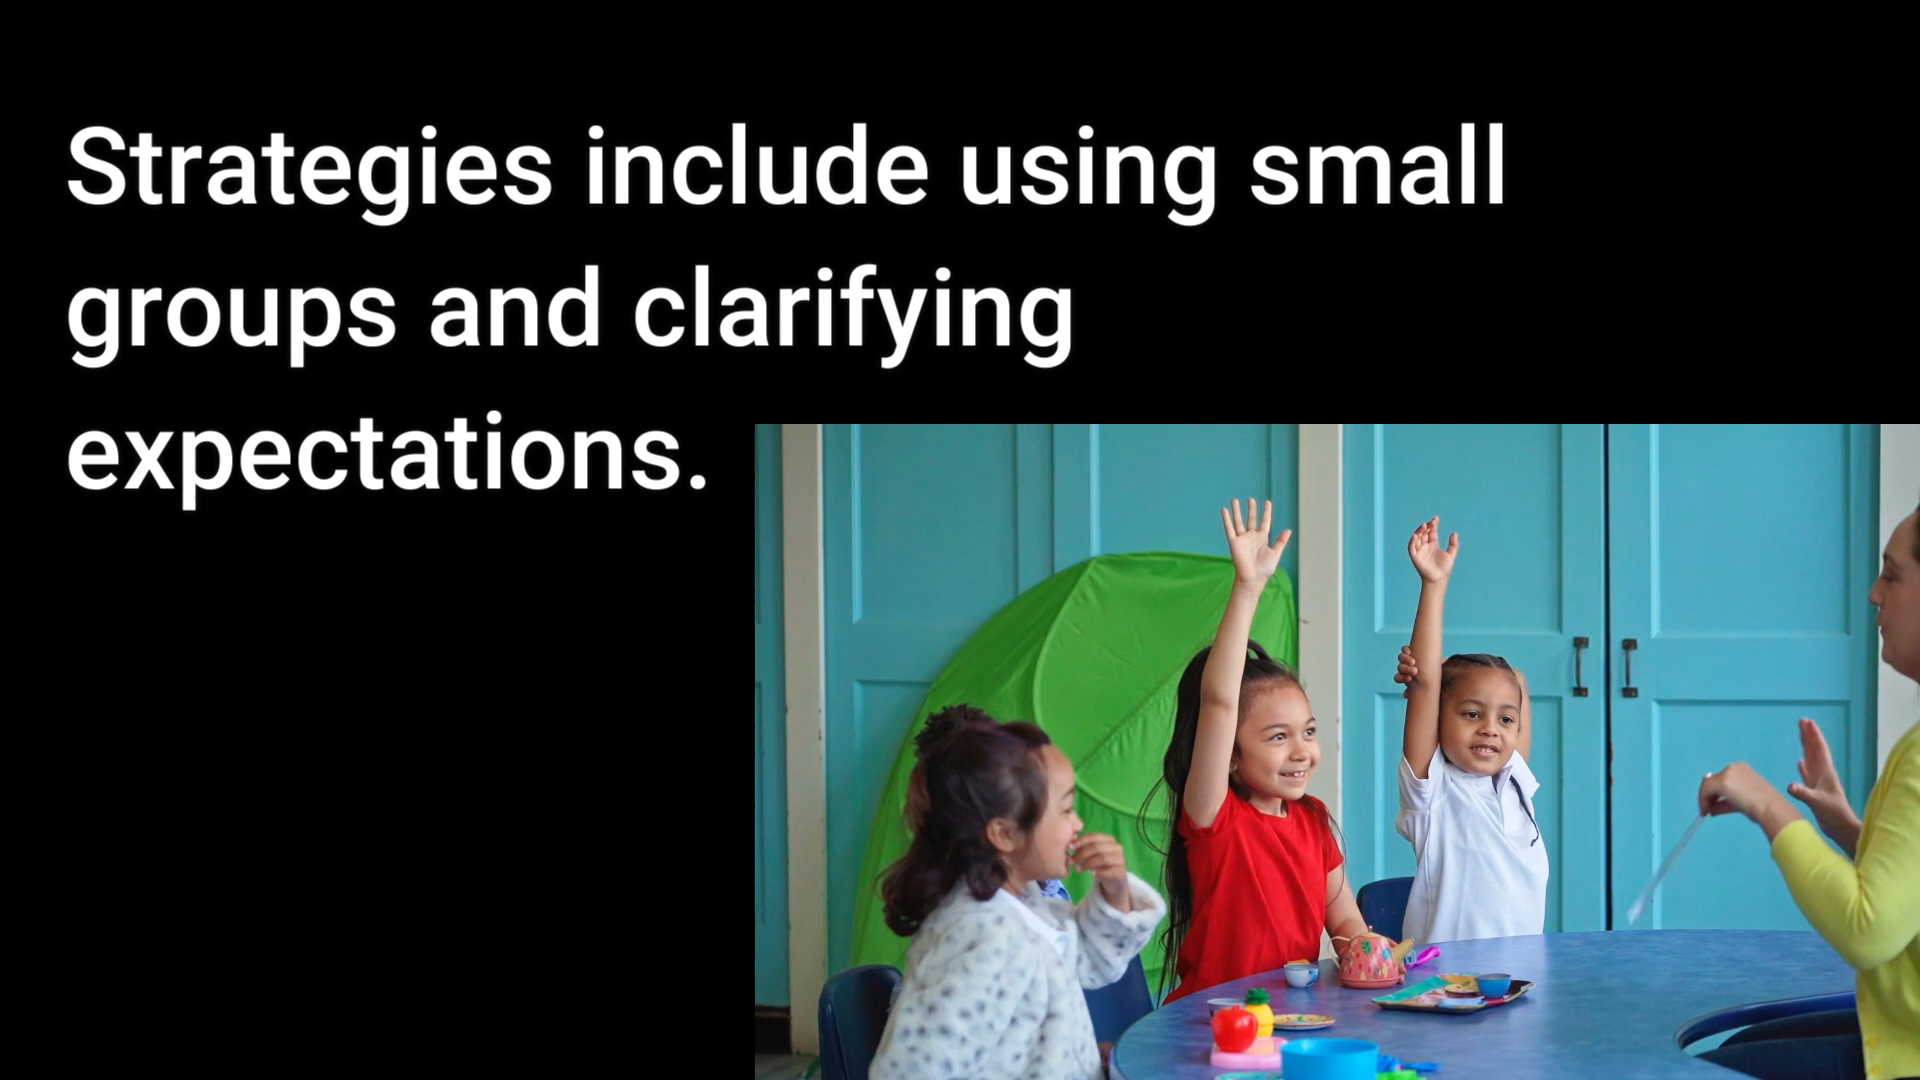 Strategies include using small
groups and clarifying
expectations.